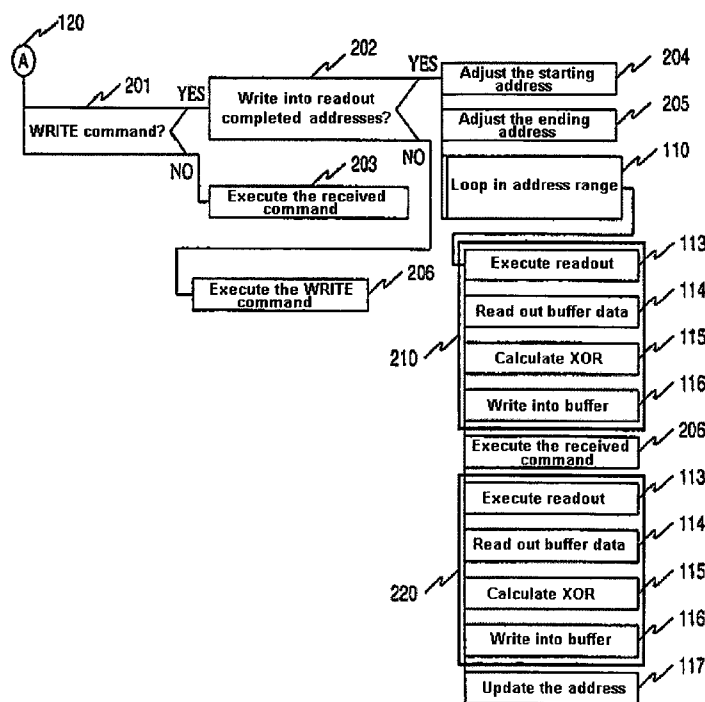 120
A
201
WRITE command?
YES
NO
202
Write into readout
completed addresses?
YES
NO
203
Execute the received
command
206
Execute the WRITE
command
204
Adjust the starting
address
205
Adjust the ending
address
110
Loop in address range
210
113
Execute readout
114
Read out buffer data
115
Calculate XOR
116
Write into buffer
206
Execute the received
command
220
113
Execute readout
114
Read out buffer data
115
Calculate XOR
116
Write into buffer
117
Update the address